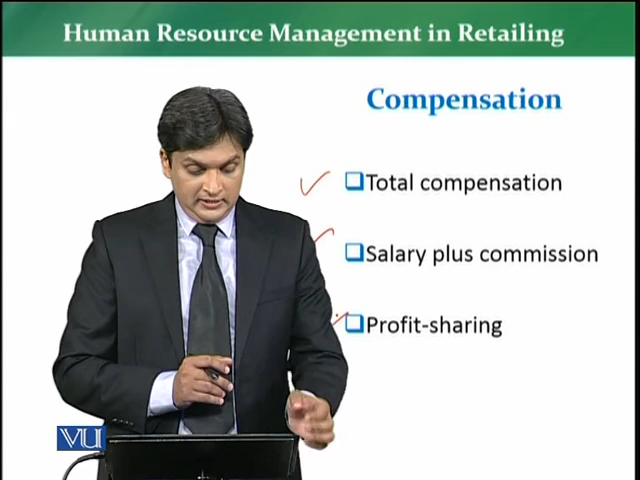 Human Resource Management in Retailing
Compensation
Total compensation
Salary plus commission
Profit-sharing
VU